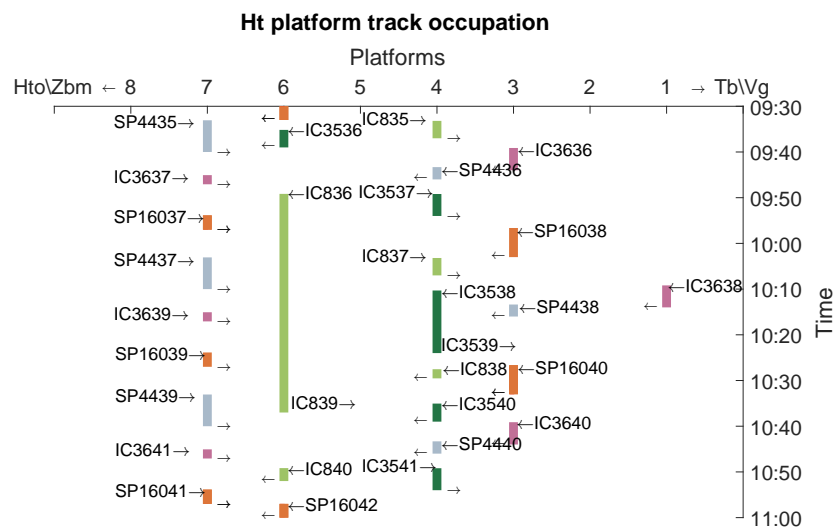 Ht platform track occupation
Platforms
Hto\Zbm ← 8 7 6 5 4 3 2 1 → Tb\Vg
09:30
SP4435→ IC835→
←IC3536
09:40
←IC3636
←SP4436
IC3637→
09:50
←IC836 IC3537→
SP16037→ ←SP16038
10:00
SP4437→ IC837→
10:10
←IC3538 ←IC3638
←SP4438
IC3639→
10:20
Time
SP16039→ IC3539→
←IC838 ←SP16040
10:30
SP4439→ IC839→ ←IC3540
10:40
←IC3640
←SP4440
IC3641→
10:50
←IC840 IC3541→
SP16041→ ←SP16042
11:00